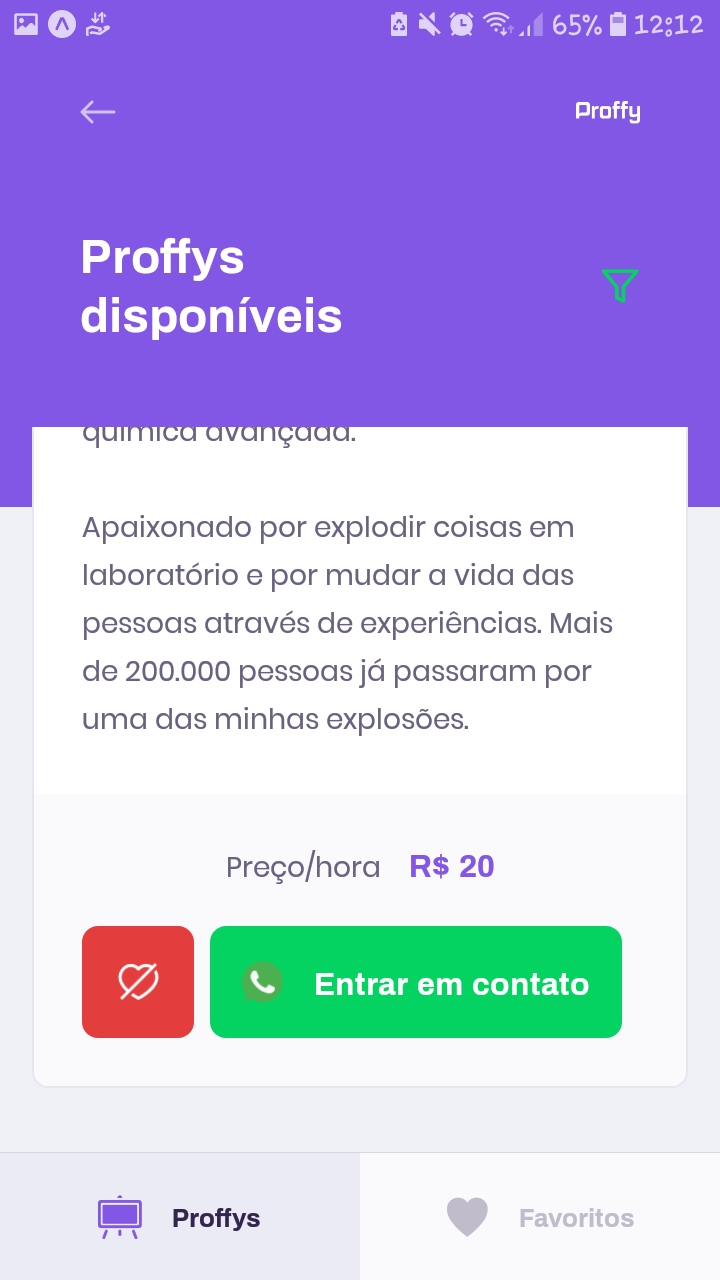 65% 12:12
Proffy
Proffys
disponíveis
química avançada.
Apaixonado por explodir coisas em
laboratório e por mudar a vida das
pessoas através de experiências. Mais
de 200.000 pessoas já passaram por
uma das minhas explosões.
Preço/hora R$ 20
Entrar em contato
Proffys Favoritos